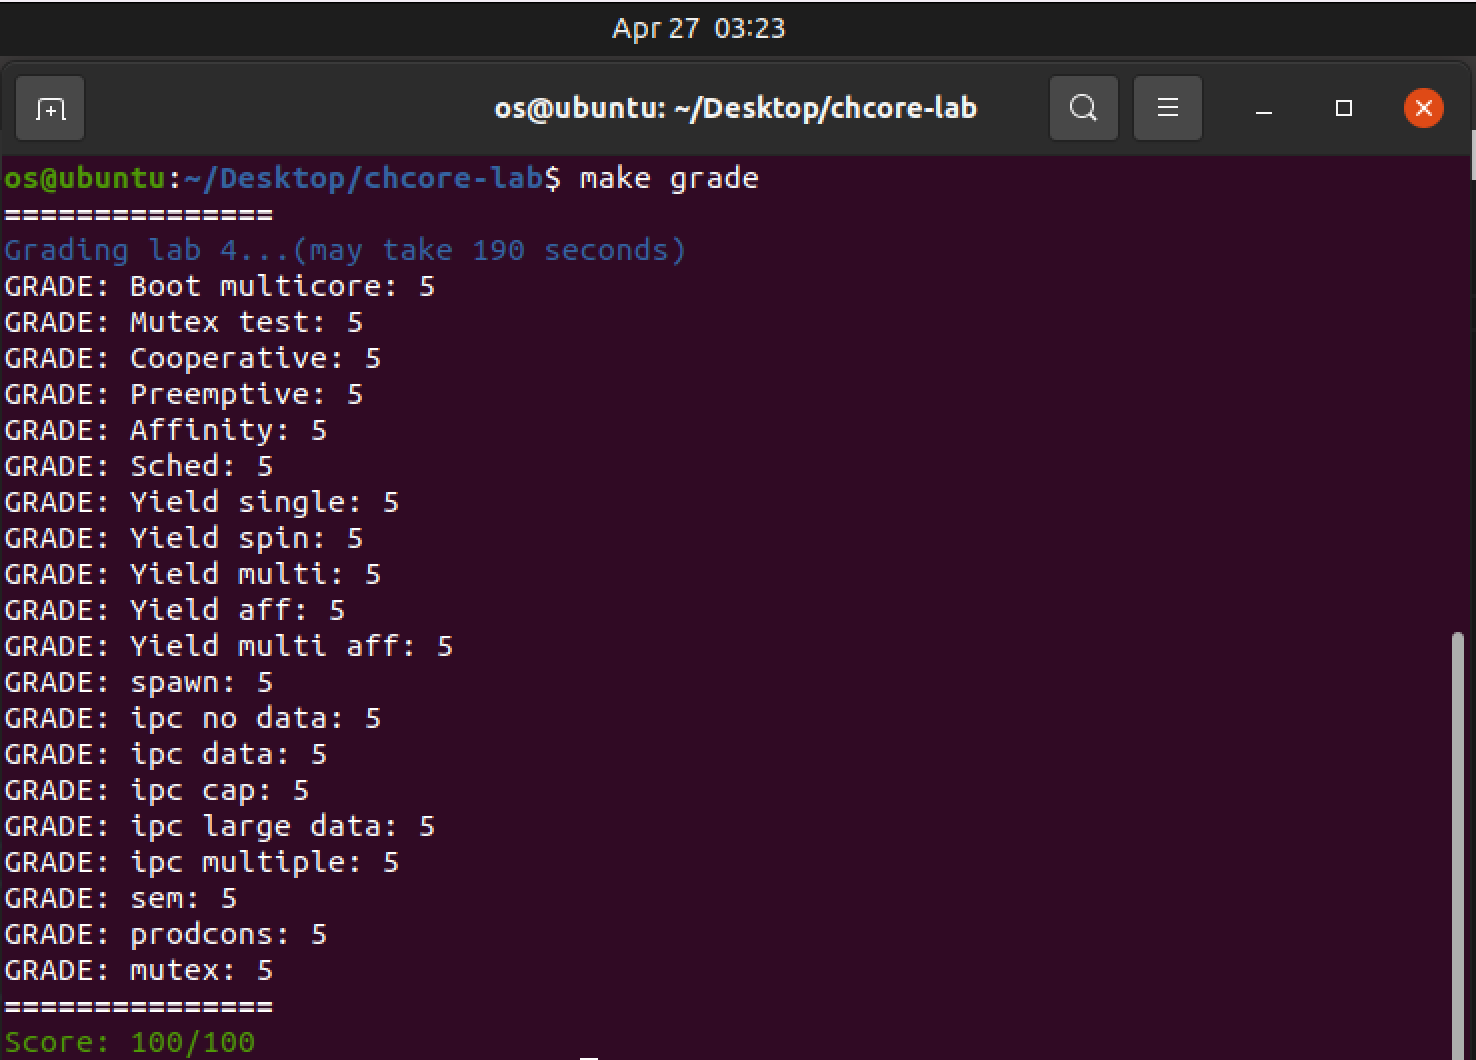 Apr 27 03:23
os@ubuntu: ~/Desktop/chcore-lab
os@ubuntu:~/Desktop/chcore-lab$ make grade
===============
Grading lab 4...(may take 190 seconds)
GRADE: Boot multicore: 5
GRADE: Mutex test: 5
GRADE: Cooperative: 5
GRADE: Preemptive: 5
GRADE: Affinity: 5
GRADE: Sched: 5
GRADE: Yield single: 5
GRADE: Yield spin: 5
GRADE: Yield multi: 5
GRADE: Yield aff: 5
GRADE: Yield multi aff: 5
GRADE: spawn: 5
GRADE: ipc no data: 5
GRADE: ipc data: 5
GRADE: ipc cap: 5
GRADE: ipc large data: 5
GRADE: ipc multiple: 5
GRADE: sem: 5
GRADE: prodcons: 5
GRADE: mutex: 5
===============
Score: 100/100